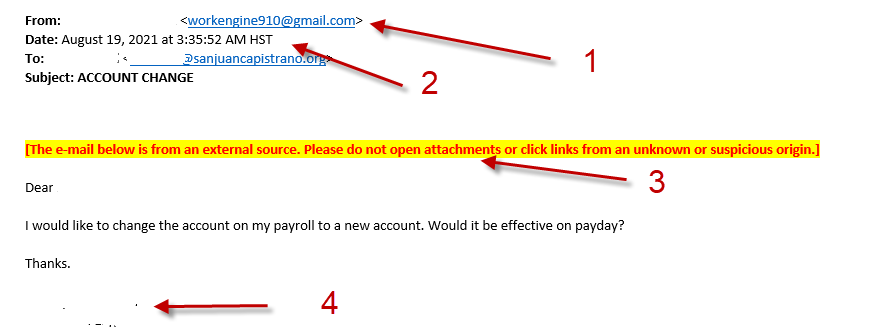 From: <workengine910@gmail.com>
1
Date: August 19, 2021 at 3:35:52 AM HST
2
To: < @sanjuancapistrano.org>
Subject: ACCOUNT CHANGE
[The e-mail below is from an external source. Please do not open attachments or click links from an unknown or suspicious origin.]
3
Dear
I would like to change the account on my payroll to a new account. Would it be effective on payday?
Thanks.
4